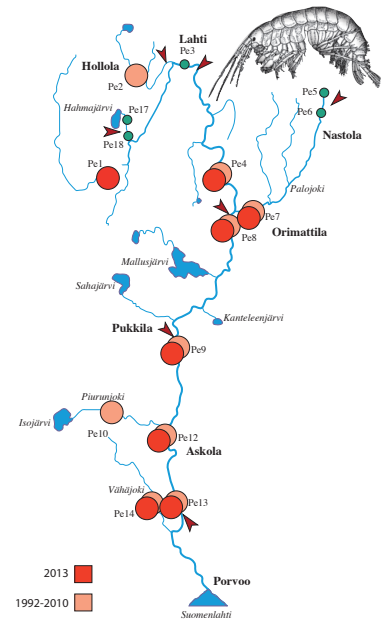 Lahti
Pe3
Hollola
Pe2
Pe5
Hahmajärvi
Pe17
Pe6
Nastola
Pe18
Pe1
Pe4
Palojoki
Pe7
Orimattila
Pe8
Mallusjärvi
Sahajärvi
Kanteleenjärvi
Pukkila
Pe9
Piurunjoki
Isojärvi
Pe10
Pe12
Askola
Vähäjoki
Pe13
Pe14
2013
Porvoo
1992-2010
Suomenlahti